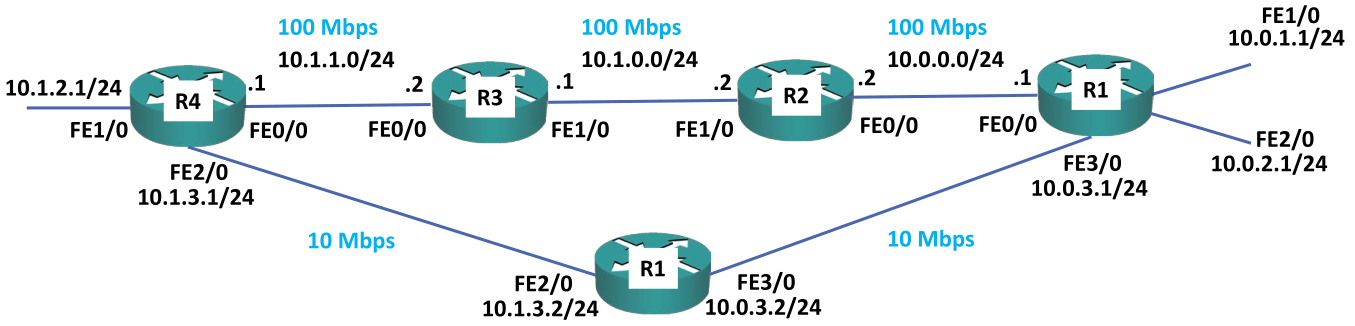 FE1/0
10.0.1.1/24
100 Mbps
100 Mbps
100 Mbps
10.1.1.0/24
10.1.0.0/24
10.0.0.0/24
10.1.2.1/24
.1
.2
.1
.2
.2
.1
R4
R3
R2
R1
FE1/0
FE0/0
FE0/0
FE1/0
FE1/0
FE0/0
FE0/0
FE2/0
10.0.2.1/24
FE2/0
10.1.3.1/24
FE3/0
10.0.3.1/24
10 Mbps
10 Mbps
R1
FE2/0
10.1.3.2/24
FE3/0
10.0.3.2/24